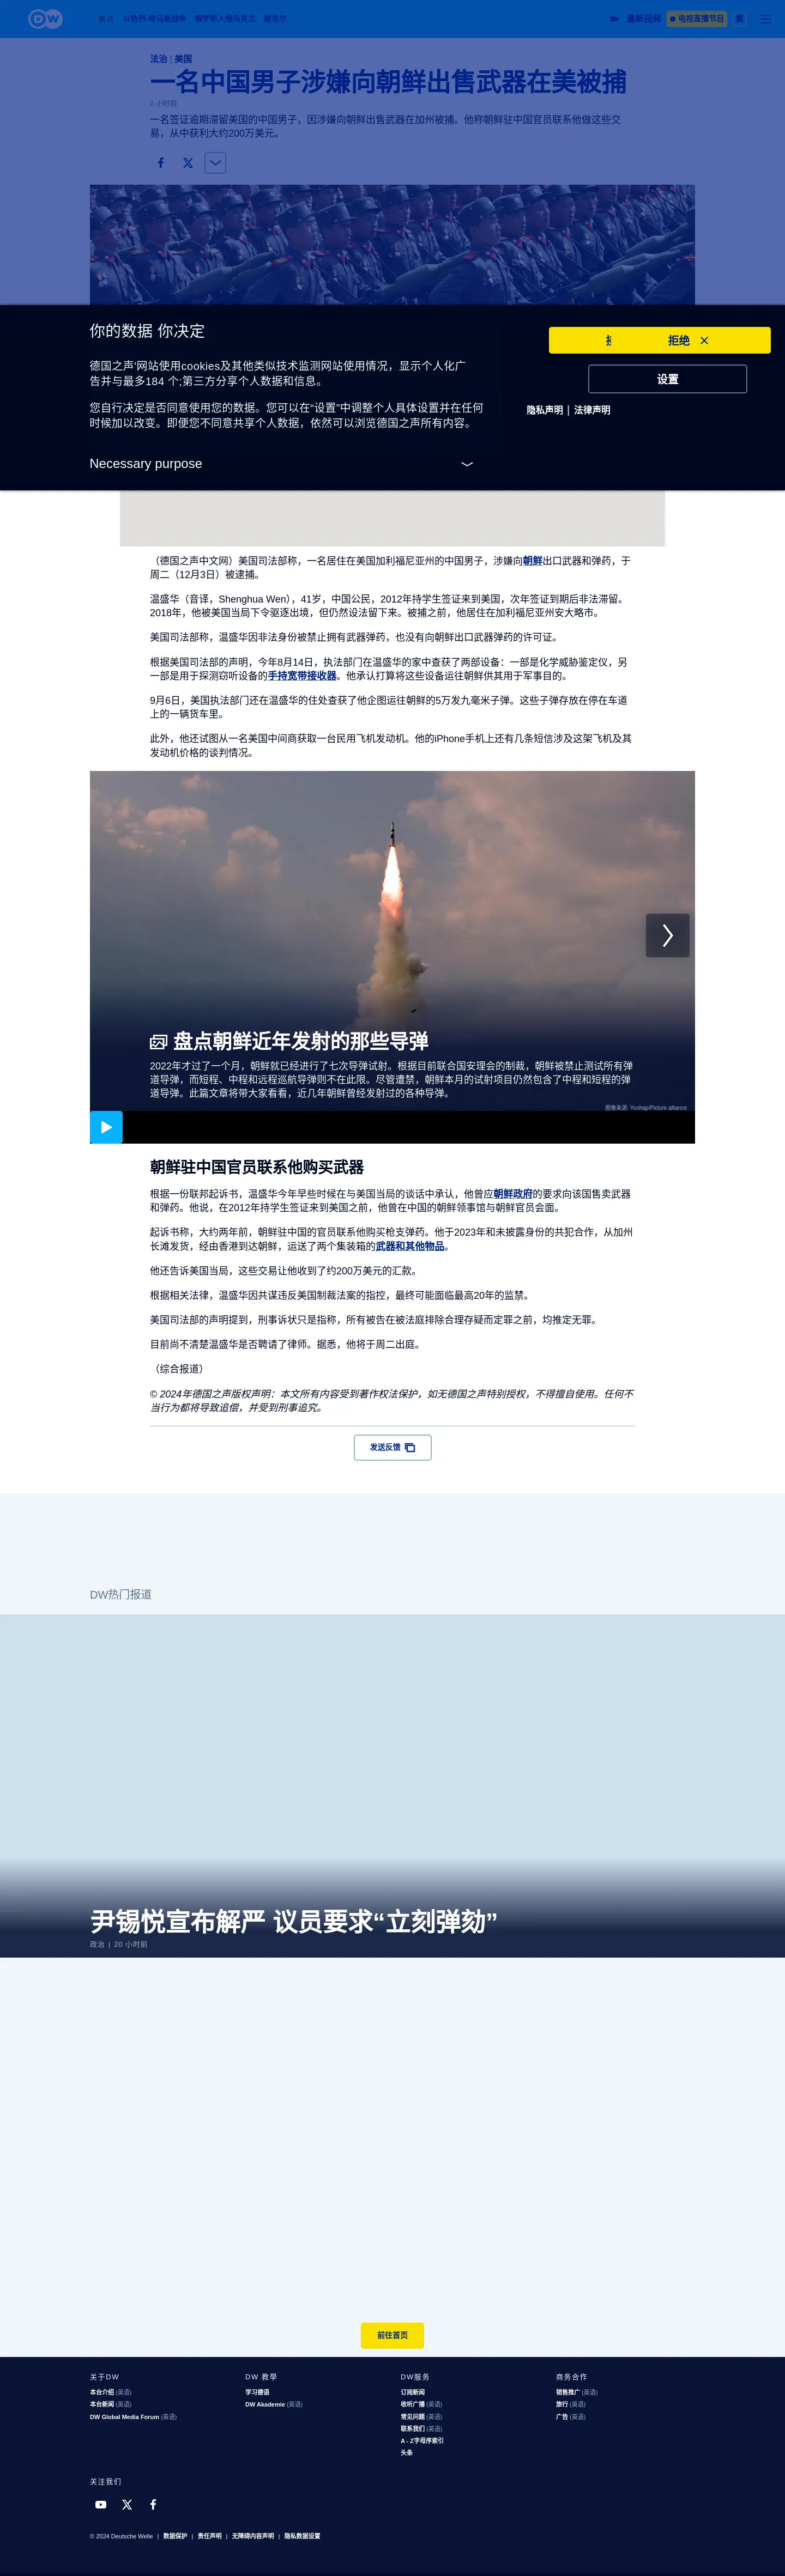 DW
焦点 以色列-哈马斯战争 俄罗斯入侵乌克兰 默克尔 最新视频 电视直播节目 繁
法治 | 美国
一名中国男子涉嫌向朝鲜出售武器在美被捕
2 小时前
一名签证逾期滞留美国的中国男子，因涉嫌向朝鲜出售武器在加州被捕。他称朝鲜驻中国官员联系他做这些交
易，从中获利大约200万美元。
你的数据 你决定
德国之声'网站使用cookies及其他类似技术监测网站使用情况，显示个人化广
告并与最多184 个;第三方分享个人数据和信息。
您自行决定是否同意使用您的数据。您可以在"设置"中调整个人具体设置并在任何
时候加以改变。即便您不同意共享个人数据，依然可以浏览德国之声所有内容。
Necessary purpose
拒绝
设置
隐私声明 | 法律声明
（德国之声中文网）美国司法部称，一名居住在美国加利福尼亚州的中国男子，涉嫌向朝鲜出口武器和弹药，于
周二（12月3日）被逮捕。
温盛华（音译，Shenghua Wen），41岁，中国公民，2012年持学生签证来到美国，次年签证到期后非法滞留。
2018年，他被美国当局下令驱逐出境，但仍然设法留下来。被捕之前，他居住在加利福尼亚州安大略市。
美国司法部称，温盛华因非法身份被禁止拥有武器弹药，也没有向朝鲜出口武器弹药的许可证。
根据美国司法部的声明，今年8月14日，执法部门在温盛华的家中查获了两部设备：一部是化学威胁鉴定仪，另
一部是用于探测窃听设备的手持宽带接收器。他承认打算将这些设备运往朝鲜供其用于军事目的。
9月6日，美国执法部门还在温盛华的住处查获了他企图运往朝鲜的5万发九毫米子弹。这些子弹存放在停在车道
上的一辆货车里。
此外，他还试图从一名美国中间商获取一台民用飞机发动机。他的iPhone手机上还有几条短信涉及这架飞机及其
发动机价格的谈判情况。
盘点朝鲜近年发射的那些导弹
2022年才过了一个月，朝鲜就已经进行了七次导弹试射。根据目前联合国安理会的制裁，朝鲜被禁止测试所有弹
道导弹，而短程、中程和远程巡航导弹则不在此限。尽管遭禁，朝鲜本月的试射项目仍然包含了中程和短程的弹
道导弹。此篇文章将带大家看看，近几年朝鲜曾经发射过的各种导弹。
图像来源: Yonhap/Picture alliance
朝鲜驻中国官员联系他购买武器
根据一份联邦起诉书，温盛华今年早些时候在与美国当局的谈话中承认，他曾应朝鲜政府的要求向该国售卖武器
和弹药。他说，在2012年持学生签证来到美国之前，他曾在中国的朝鲜领事馆与朝鲜官员会面。
起诉书称，大约两年前，朝鲜驻中国的官员联系他购买枪支弹药。他于2023年和未披露身份的共犯合作，从加州
长滩发货，经由香港到达朝鲜，运送了两个集装箱的武器和其他物品。
他还告诉美国当局，这些交易让他收到了约200万美元的汇款。
根据相关法律，温盛华因共谋违反美国制裁法案的指控，最终可能面临最高20年的监禁。
美国司法部的声明提到，刑事诉状只是指称，所有被告在被法庭排除合理存疑而定罪之前，均推定无罪。
目前尚不清楚温盛华是否聘请了律师。据悉，他将于周二出庭。
（综合报道）
© 2024年德国之声版权声明：本文所有内容受到著作权法保护，如无德国之声特别授权，不得擅自使用。任何不
当行为都将导致追偿，并受到刑事追究。
发送反馈
DW热门报道
尹锡悦宣布解严 议员要求“立刻弹劾”
政治 | 20 小时前
前往首页
关于DW
本台介绍 (英语)
本台新闻 (英语)
DW Global Media Forum (英语)
DW 教學
学习德语
DW Akademie (英语)
DW服务
订阅新闻
收听广播 (英语)
常见问题 (英语)
联系我们 (英语)
A - Z字母序索引
头条
商务合作
销售推广 (英语)
旅行 (英语)
广告 (英语)
关注我们
© 2024 Deutsche Welle | 数据保护 | 责任声明 | 无障碍内容声明 | 隐私数据设置